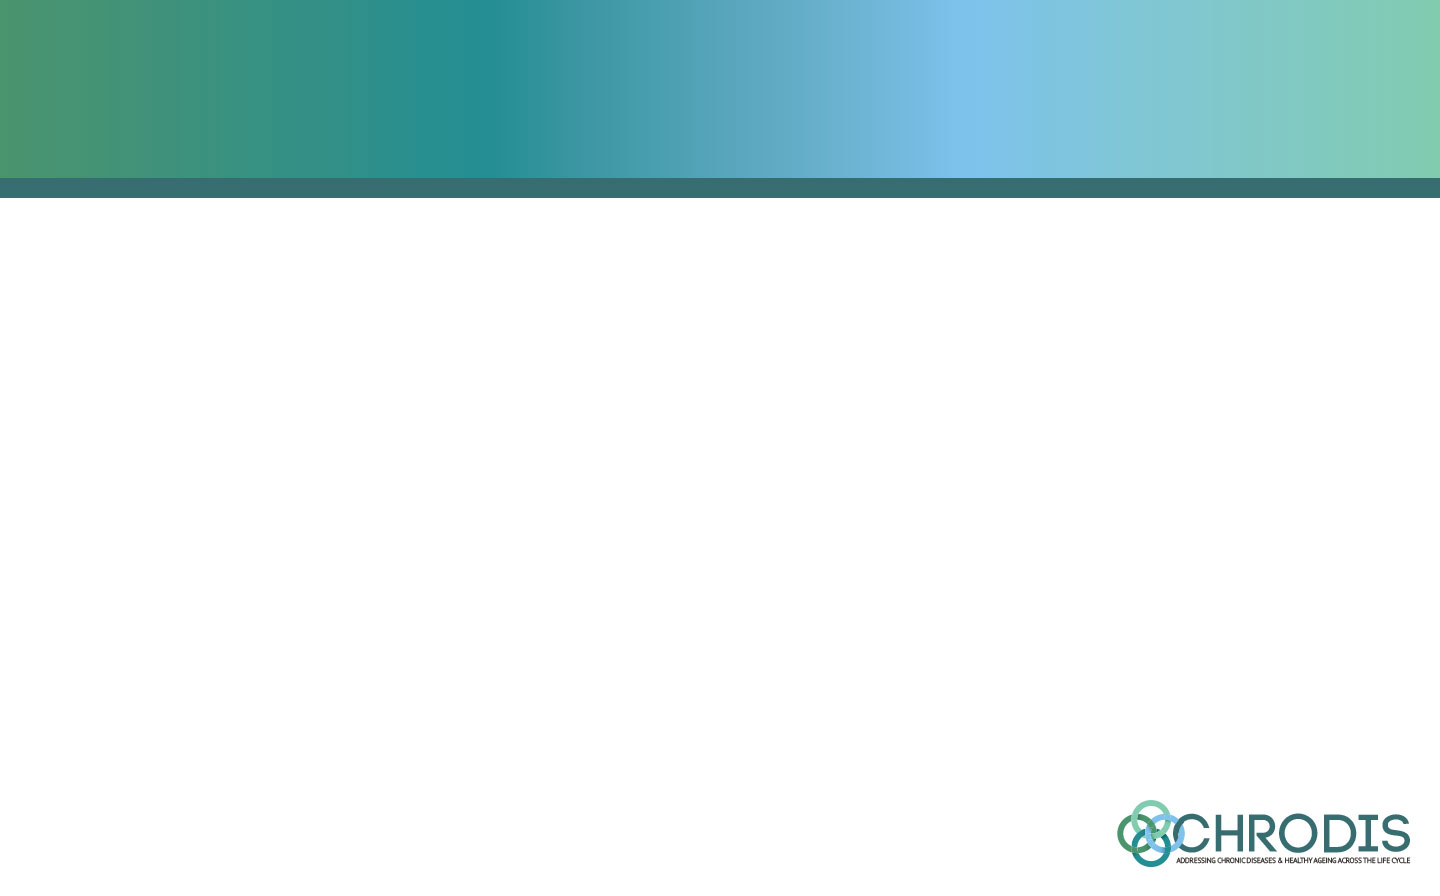 CHRODIS
ADDRESSING CHRONIC DISEASES & HEALTHY AGEING ACROSS THE LIFE CYCLE